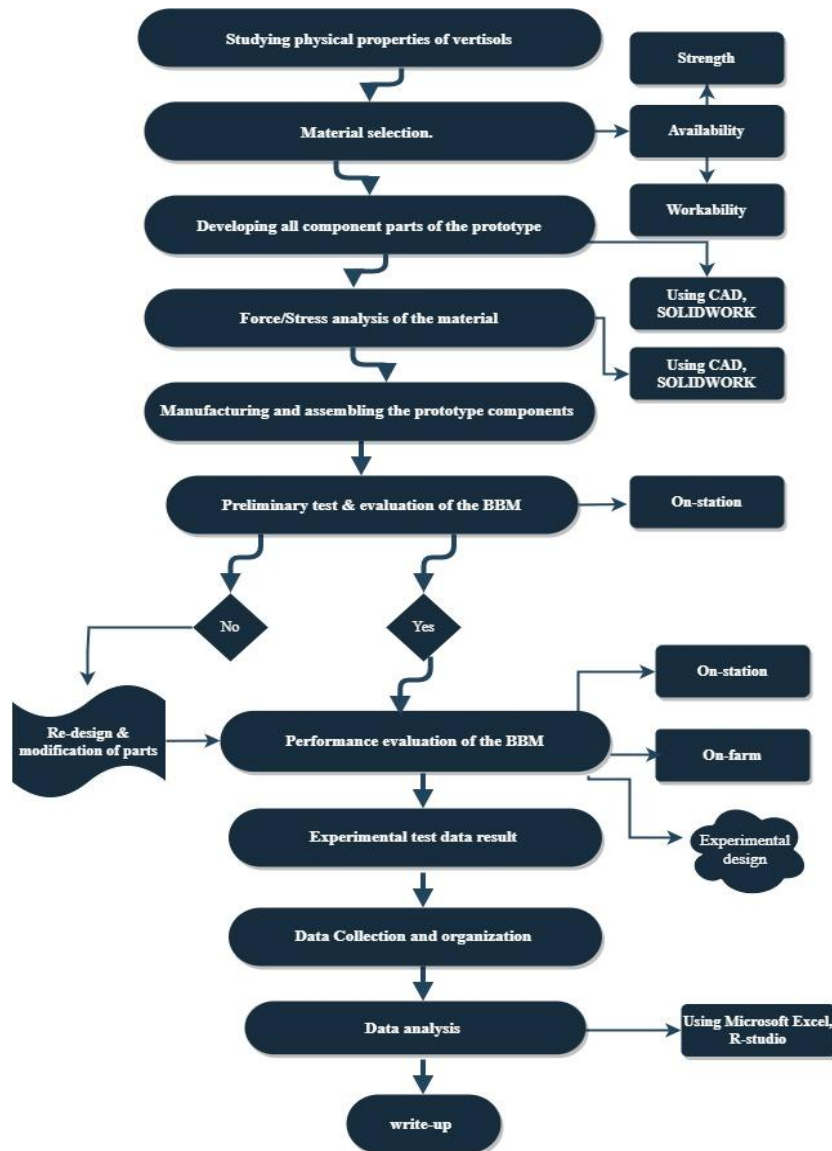 Studying physical properties of vertisols
Strength
Material selection.
Availability
Workability
Developing all component parts of the prototype
Using CAD,
SOLIDWORK
Force/Stress analysis of the material
Using CAD,
SOLIDWORK
Manufacturing and assembling the prototype components
Preliminary test & evaluation of the BBM
On-station
No
Yes
On-station
Re-design &
modification of parts
Performance evaluation of the BBM
On-farm
Experimental test data result
Experimental
design
Data Collection and organization
Data analysis
Using Microsoft Excel,
R-studio
write-up